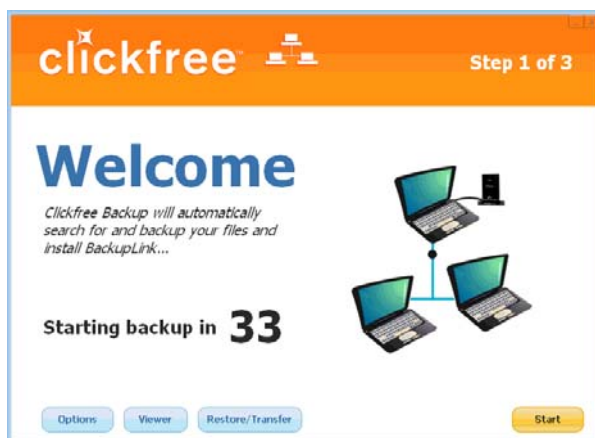 clickfree™
Step 1 of 3
Welcome
Clickfree Backup will automatically
search for and backup your files and
install BackupLink...
Starting backup in 33
Options
Viewer
Restore/Transfer
Start